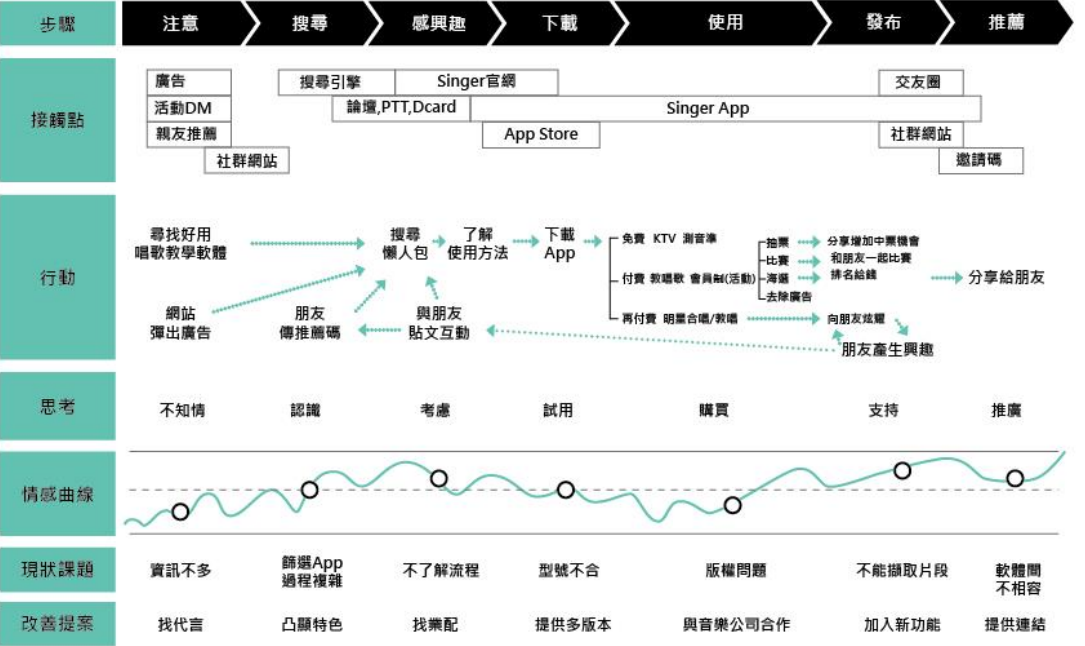 步驟 注意 搜尋 感興趣 下載 使用 發布 推薦
接觸點
廣告 搜尋引擎 Singer官網 交友圈
活動DM 論壇,PTT,Dcard Singer App
親友推薦 App Store 社群網站
社群網站 邀請碼
行動
尋找好用
唱歌教學軟體
網站
彈出廣告
搜尋
懶人包
朋友
傳推薦碼
了解
使用方法
與朋友
貼文互動
下載
App
免費 KTV 測音準
付費 教唱歌 會員制(活動)
再付費 明星合唱/教唱
抽票 分享增加中票機會
比賽 和朋友一起比賽
海選 排名給錢
去除廣告
向朋友炫耀
朋友產生興趣
分享給朋友
思考 不知情 認識 考慮 試用 購買 支持 推廣
情感曲線
現狀課題 資訊不多 篩選App
過程複雜 不了解流程 型號不合 版權問題 不能擷取片段 軟體間
不相容
改善提案 找代言 凸顯特色 找業配 提供多版本 與音樂公司合作 加入新功能 提供連結